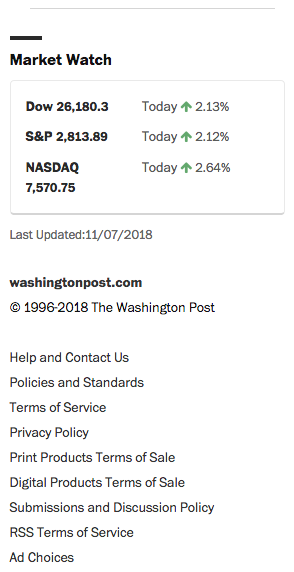 Market Watch
Dow 26,180.3 Today 2.13%
S&P 2,813.89 Today 2.12%
NASDAQ Today 2.64%
7,570.75
Last Updated:11/07/2018
washingtonpost.com
© 1996-2018 The Washington Post
Help and Contact Us
Policies and Standards
Terms of Service
Privacy Policy
Print Products Terms of Sale
Digital Products Terms of Sale
Submissions and Discussion Policy
RSS Terms of Service
Ad Choices